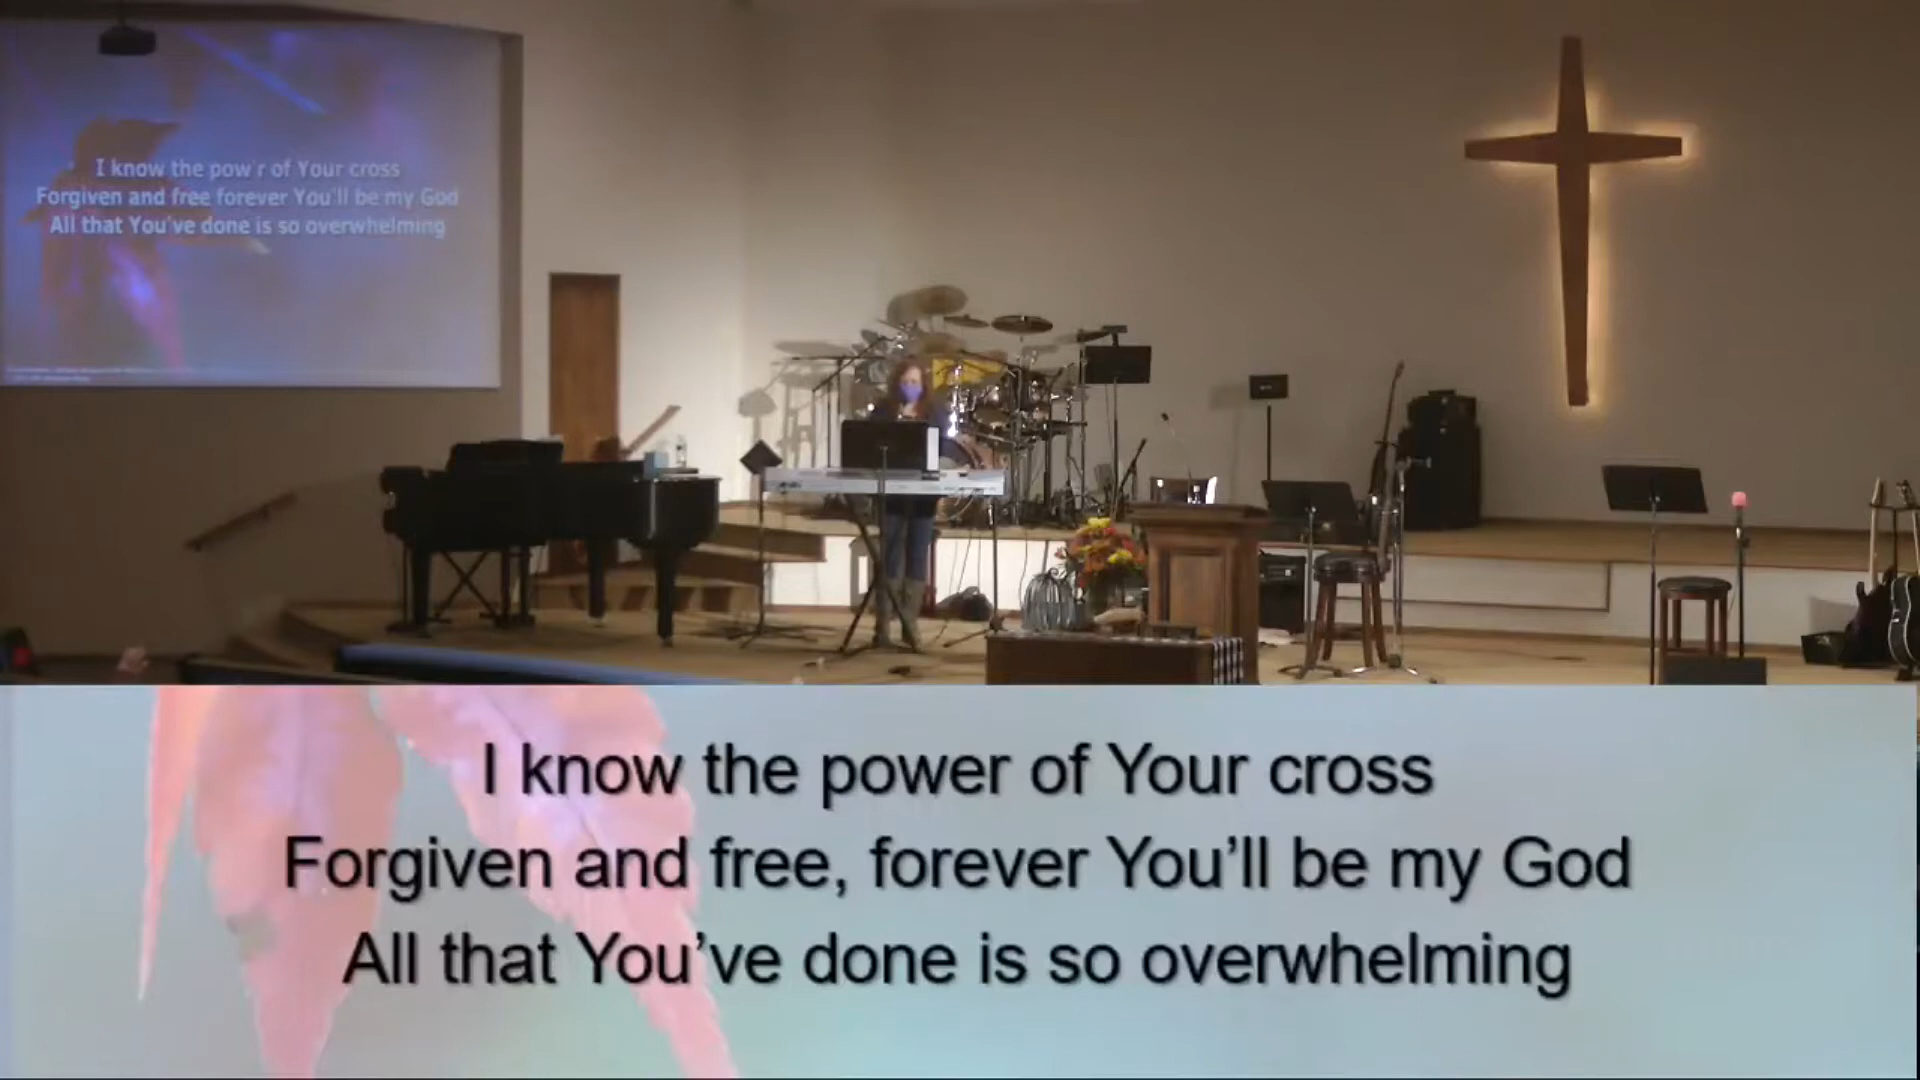 I know the pow'r of Your cross
Forgiven and free forever You'll be my God
All that You've done is so overwhelming
I know the power of Your cross
Forgiven and free, forever You’ll be my God
All that You’ve done is so overwhelming